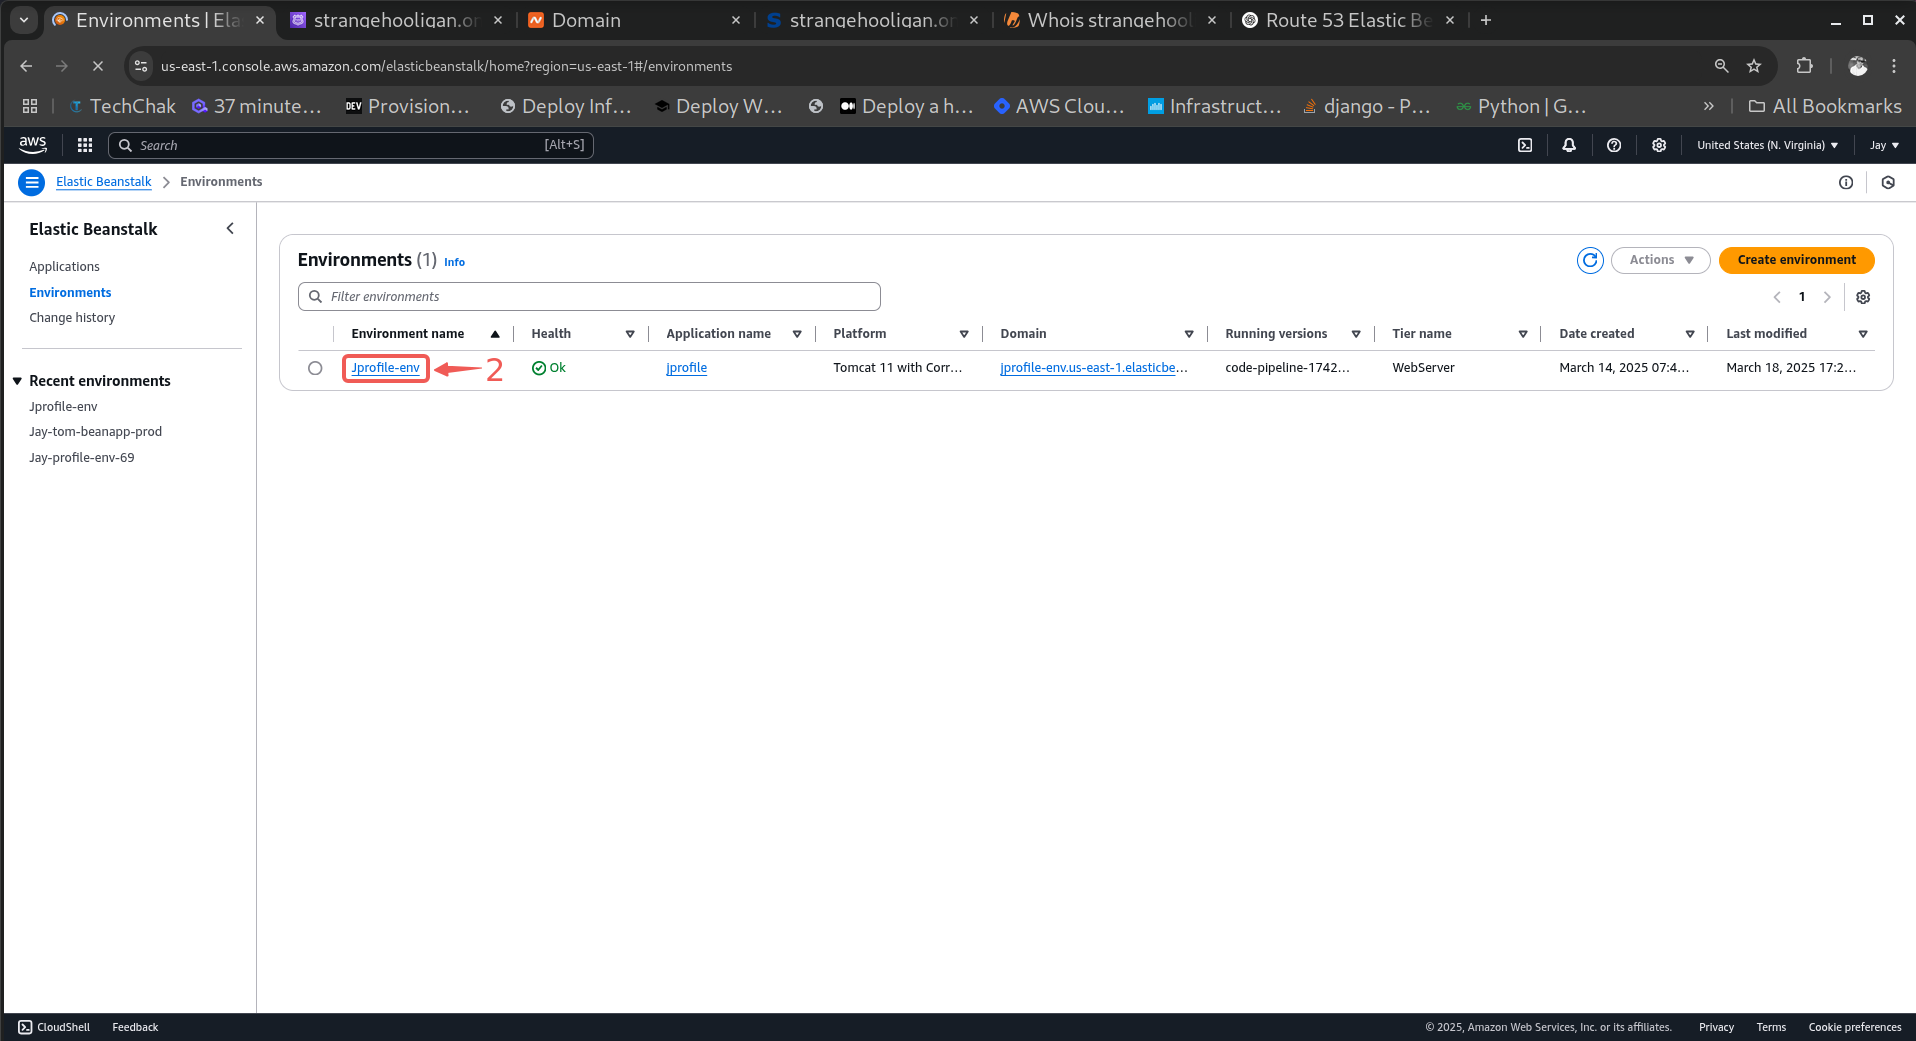 Environments | Ela
strangehooligan.or
Domain
strangehooligan.or
Whois strangehool
Route 53 Elastic Be
us-east-1.console.aws.amazon.com/elasticbeanstalk/home?region=us-east-1#/environments
TechChak
37 minute...
DEV Provision...
Deploy Inf...
Deploy W...
Deploy a h...
AWS Clou...
Infrastruct...
django - P...
Python | G...
» All Bookmarks
aws
Search [Alt+S]
United States (N. Virginia)
Jay
Elastic Beanstalk > Environments
Elastic Beanstalk
Applications
Environments
Change history
Recent environments
Jprofile-env
Jay-tom-beanapp-prod
Jay-profile-env-69
Environments (1) Info
Actions
Create environment
Filter environments
1
Environment name Health Application name Platform Domain Running versions Tier name Date created Last modified
Jprofile-env 2 Ok jprofile Tomcat 11 with Corr... jprofile-env.us-east-1.elasticbe... code-pipeline-1742... WebServer March 14, 2025 07:4... March 18, 2025 17:2...
CloudShell Feedback
© 2025, Amazon Web Services, Inc. or its affiliates. Privacy Terms Cookie preferences